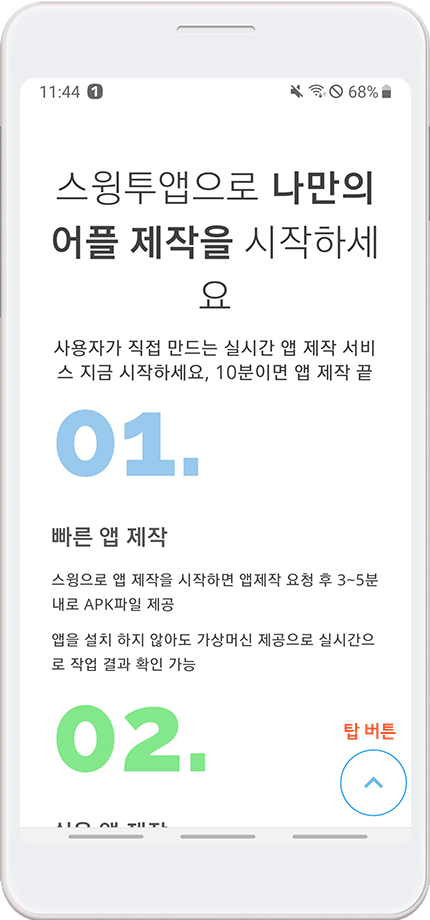 11:44 1 68%
스윙투앱으로 나만의
어플 제작을 시작하세
요
사용자가 직접 만드는 실시간 앱 제작 서비
스 지금 시작하세요, 10분이면 앱 제작 끝
01.
빠른 앱 제작
스윙으로 앱 제작을 시작하면 앱제작 요청 후 3~5분
내로 APK파일 제공
앱을 설치 하지 않아도 가상머신 제공으로 실시간으
로 작업 결과 확인 가능
02.
탑 버튼